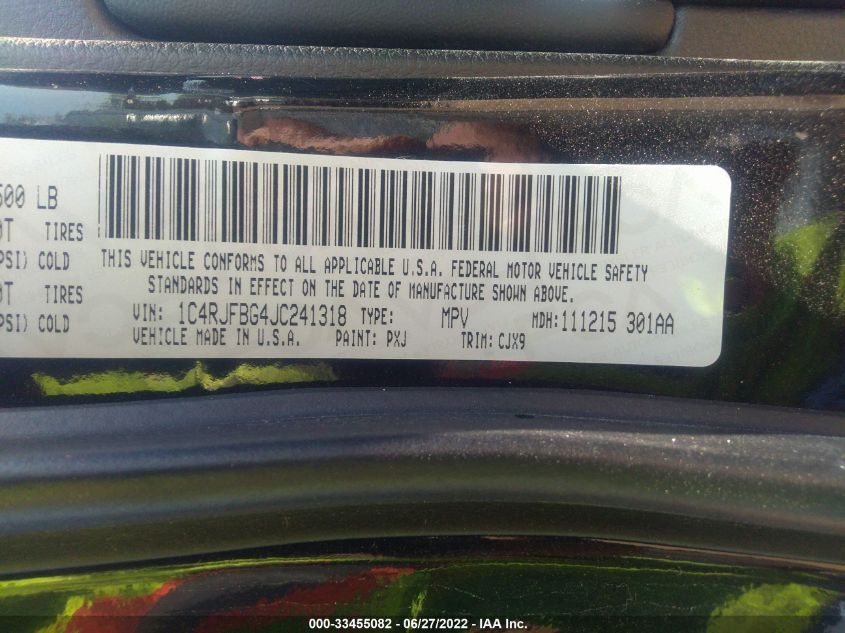 500 LB
TIRES
PSI) COLD
TIRES
PSI) COLD
THIS VEHICLE CONFORMS TO ALL APPLICABLE U.S.A. FEDERAL MOTOR VEHICLE SAFETY
STANDARDS IN EFFECT ON THE DATE OF MANUFACTURE SHOWN ABOVE.
VIN: 1C4RJFBG4JC241318 TYPE: MPV MDH: 111215 301AA
VEHICLE MADE IN U.S.A. PAINT: PXJ TRIM: CJX9
000-33455082 - 06/27/2022 - IAA Inc.